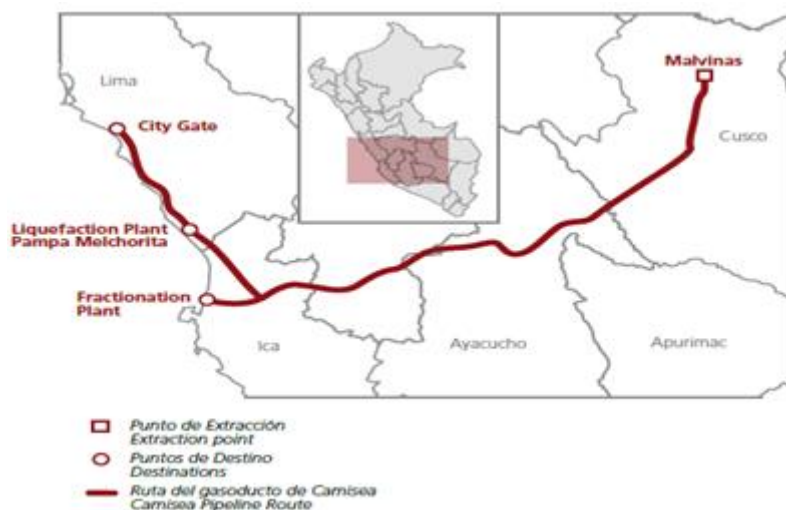 Malvinas
Lima
City Gate
Cusco
Liquefaction Plant
Pampa Melchorita
Fractionation
Plant
Ica
Ayacucho
Apurimac
Punto de Extracción
Extraction point
Puntos de Destino
Destinations
Ruta del gasoducto de Camisea
Camisea Pipeline Route